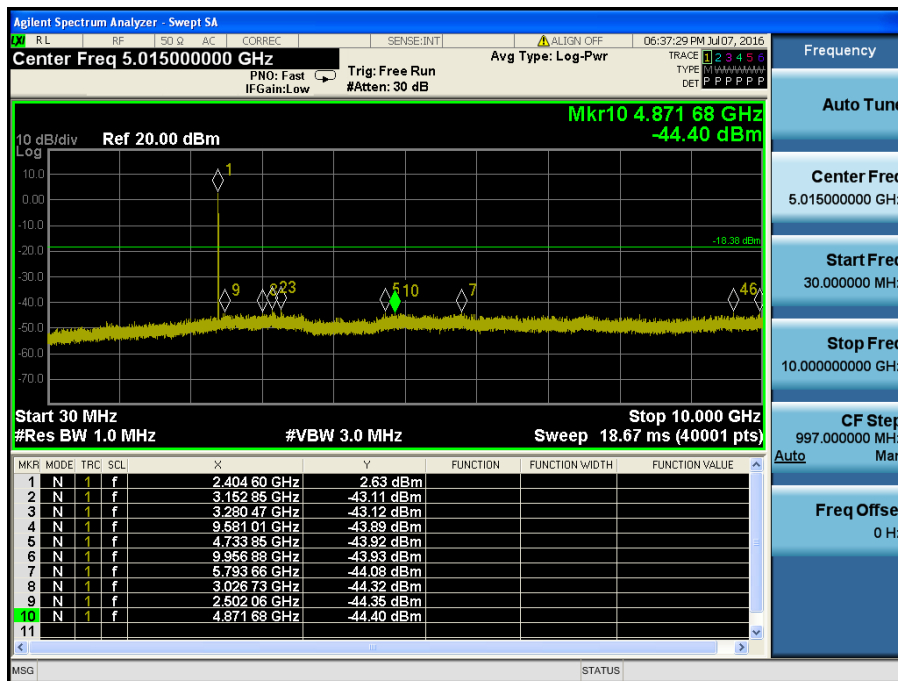 Agilent Spectrum Analyzer - Swept SA
LXI RL RF 50 Ω AC CORREC SENSE:INT ALIGN OFF 06:37:29 PM Jul 07, 2016
Center Freq 5.015000000 GHz
PNO: Fast
IFGain:Low
Trig: Free Run
#Atten: 30 dB
Avg Type: Log-Pwr
TRACE 1 2 3 4 5 6
TYPE M
DET P P P P P P
Mkr10 4.871 68 GHz
-44.40 dBm
10 dB/div Ref 20.00 dBm
Log
10.0
0.00
-10.0
-20.0
-30.0
-40.0
-50.0
-60.0
-70.0
1
-18.38 dBm
9 8 2 3 5 10 7 4 6
Start 30 MHz Stop 10.000 GHz
#Res BW 1.0 MHz #VBW 3.0 MHz Sweep 18.67 ms (40001 pts)
MKR MODE TRC SCL X Y FUNCTION FUNCTION WIDTH FUNCTION VALUE
1 N 1 f 2.404 60 GHz 2.63 dBm
2 N 1 f 3.152 85 GHz -43.11 dBm
3 N 1 f 3.280 47 GHz -43.12 dBm
4 N 1 f 9.581 01 GHz -43.89 dBm
5 N 1 f 4.733 85 GHz -43.92 dBm
6 N 1 f 9.956 88 GHz -43.93 dBm
7 N 1 f 5.793 66 GHz -44.08 dBm
8 N 1 f 3.026 73 GHz -44.32 dBm
9 N 1 f 2.502 06 GHz -44.35 dBm
10 N 1 f 4.871 68 GHz -44.40 dBm
11
MSG STATUS
Frequency
Auto Tune
Center Freq
5.015000000 GHz
Start Freq
30.000000 MHz
Stop Freq
10.000000000 GHz
CF Step
997.000000 MHz
Auto Man
Freq Offset
0 Hz